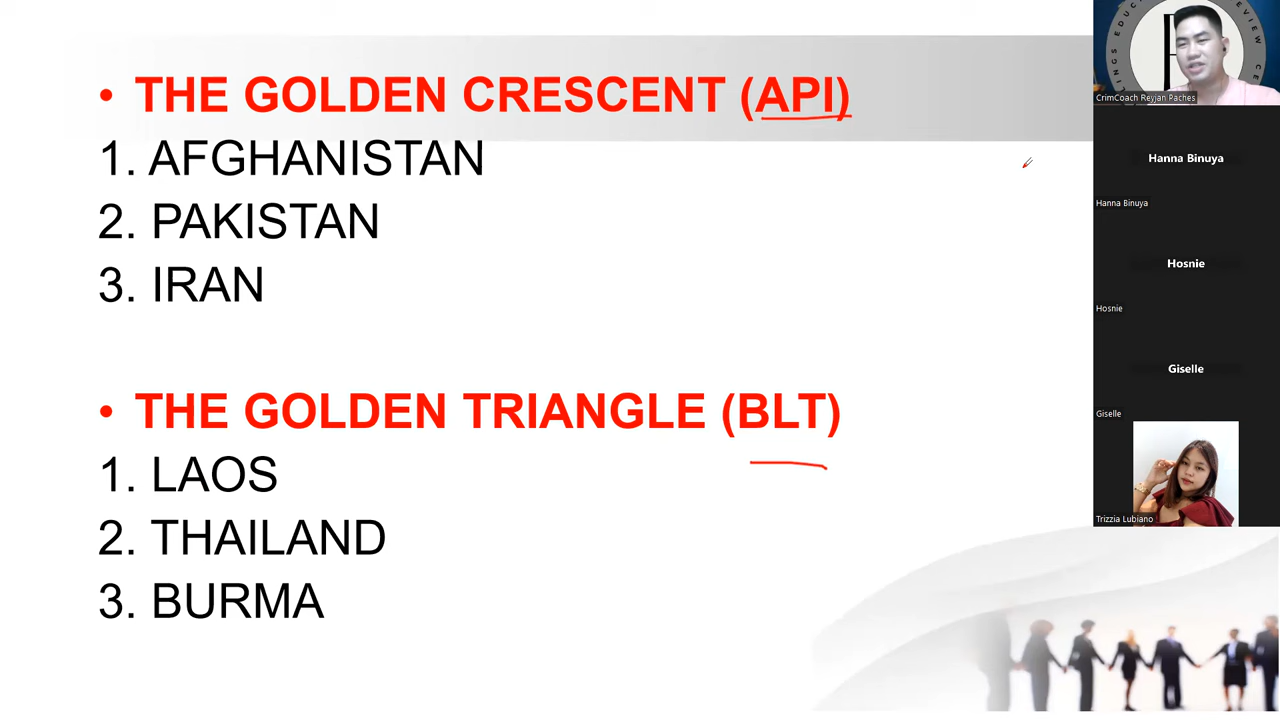 • THE GOLDEN CRESCENT (API)
1. AFGHANISTAN
2. PAKISTAN
3. IRAN
• THE GOLDEN TRIANGLE (BLT)
1. LAOS
2. THAILAND
3. BURMA
CrimCoach Reyjan Paches
Hanna Binuya
Hanna Binuya
Hosnie
Hosnie
Giselle
Giselle
Trizzia Lubiano